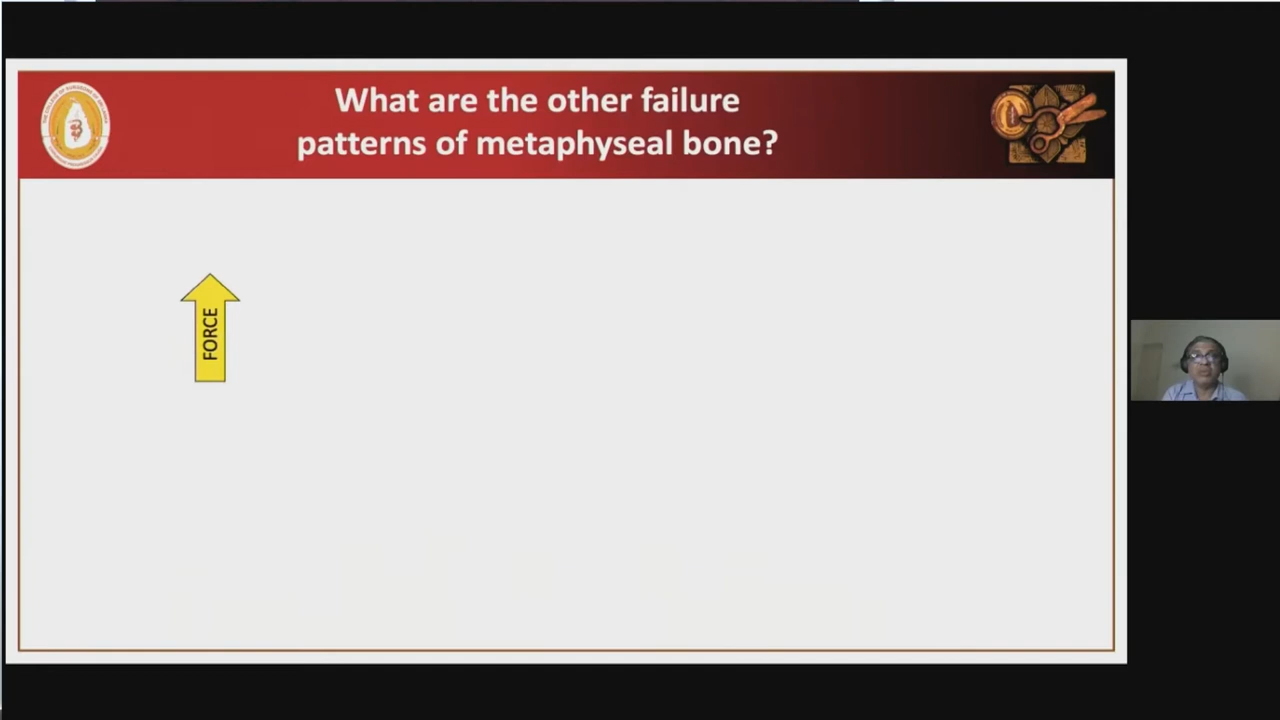 What are the other failure
patterns of metaphyseal bone?
FORCE